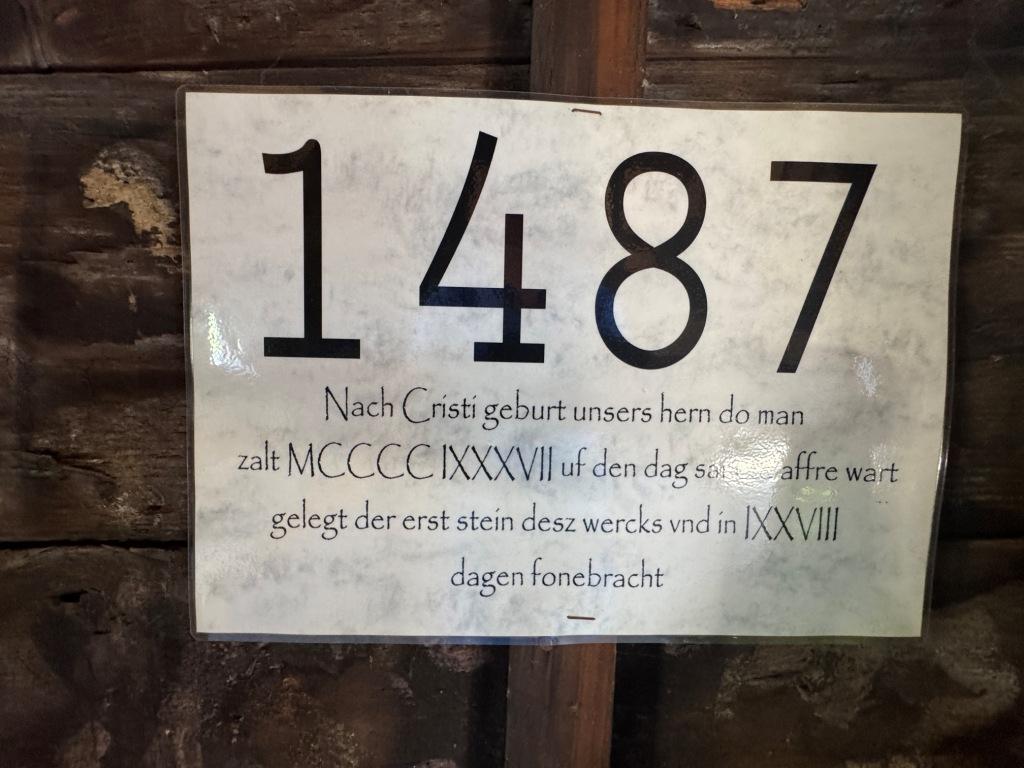 1487
Nach Cristi geburt unsers hern do man
zalt MCCCC IXXXVII uf den dag wart
gelegt der erst stein desz wercks vnd in IXXVIII
dagen fonebracht